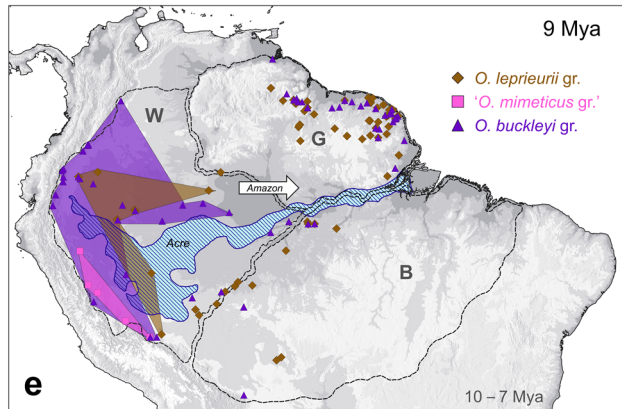 9 Mya
O. leprieurii gr.
'O. mimeticus gr.'
O. buckleyi gr.
W
G
Amazon
Acre
B
e
10 – 7 Mya